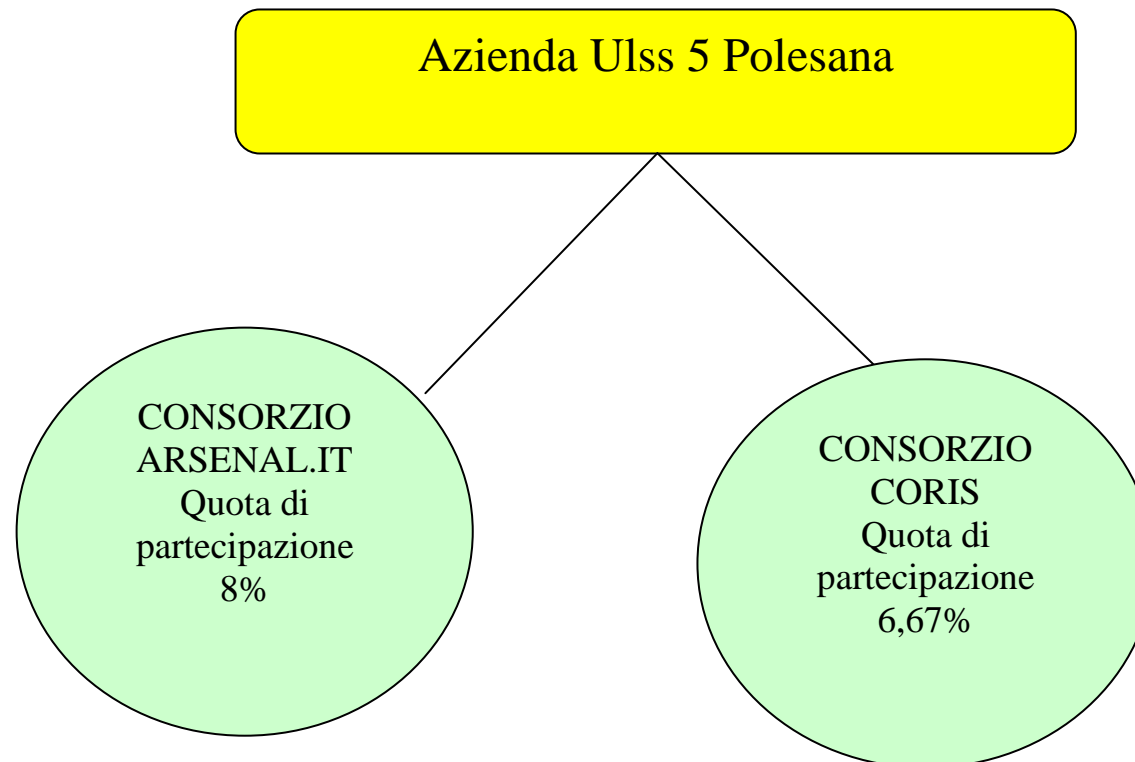 Azienda Ulss 5 Polesana
CONSORZIO
ARSENAL.IT
Quota di
partecipazione
8%
CONSORZIO
CORIS
Quota di
partecipazione
6,67%